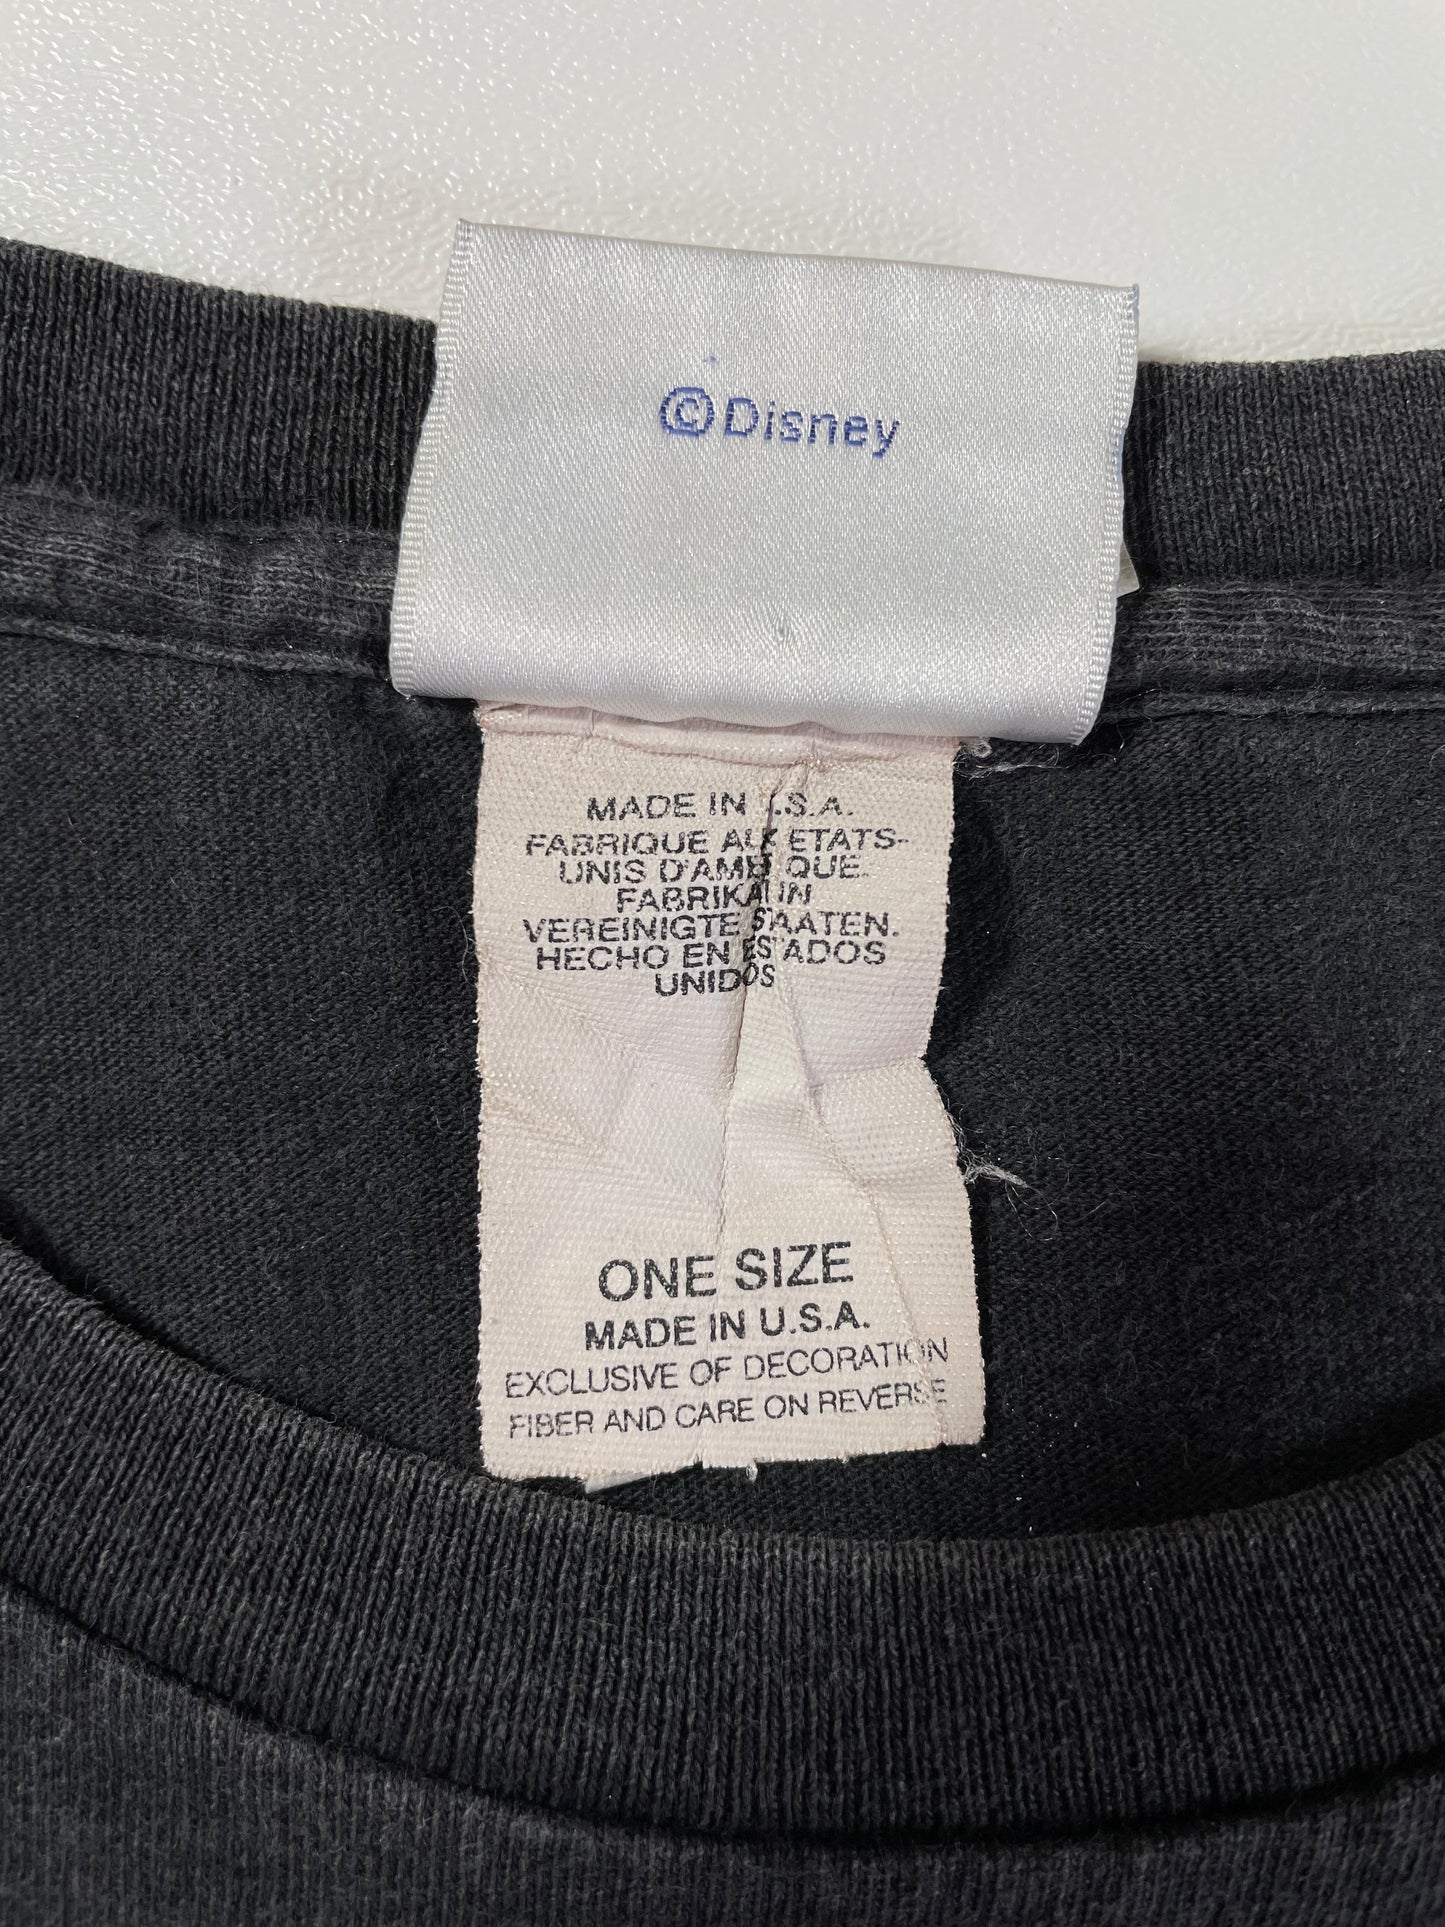 ©Disney
MADE IN U.S.A.
FABRIQUE AUX ETATS-
UNIS D'AMERIQUE.
FABRIKA IN
VEREINIGTE STAATEN.
HECHO EN ESTADOS
UNIDOS
ONE SIZE
MADE IN U.S.A.
EXCLUSIVE OF DECORATION
FIBER AND CARE ON REVERSE